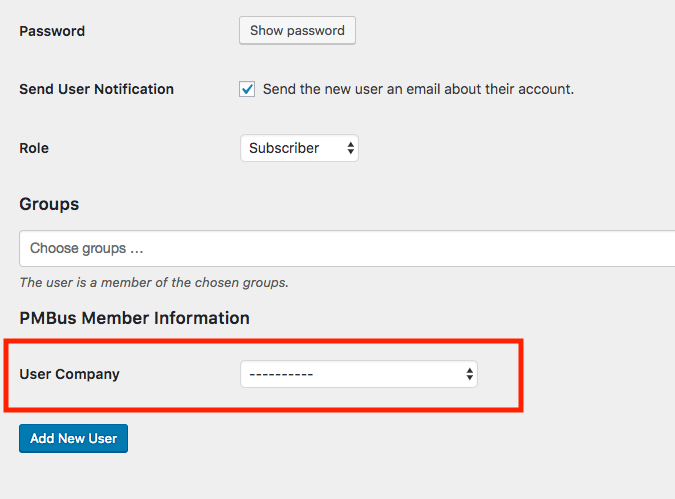 Password Show password
Send User Notification Send the new user an email about their account.
Role Subscriber
Groups
Choose groups ...
The user is a member of the chosen groups.
PMBus Member Information
User Company ----------
Add New User